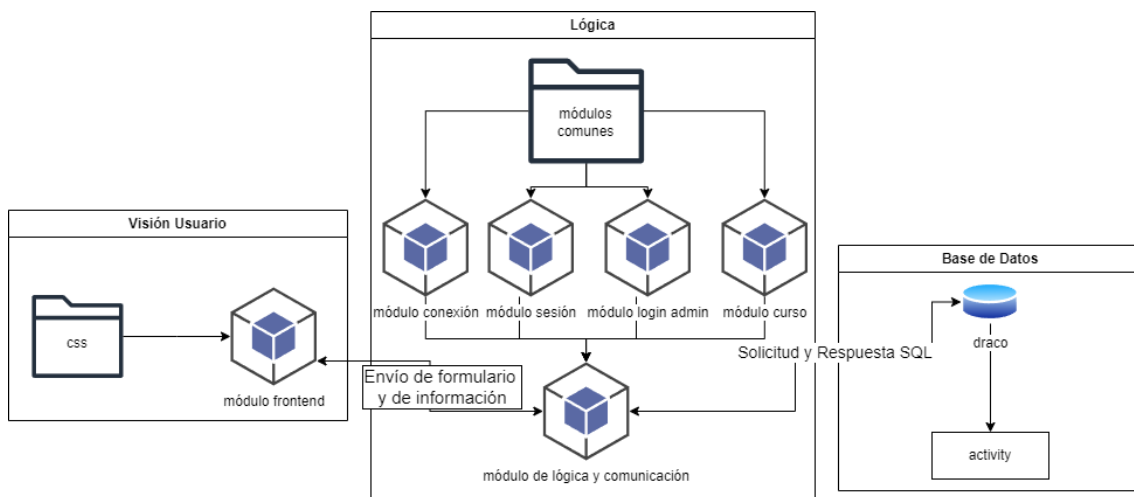 Lógica
módulos
comunes
módulo conexión
módulo sesión
módulo login admin
módulo curso
Visión Usuario
css
módulo frontend
Envío de formulario
y de información
módulo de lógica y comunicación
Base de Datos
Solicitud y Respuesta SQL
draco
activity